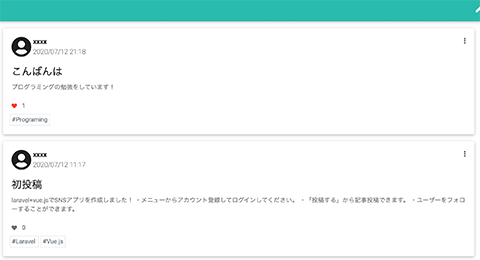 xxxx
2020/07/12 21:18
こんばんは
プログラミングの勉強をしています！
1
#Programing
xxxx
2020/07/12 11:17
初投稿
laravel×vue.jsでSNSアプリを作成しました！ ・メニューからアカウント登録してログインしてください。 ・「投稿する」から記事投稿できます。 ・ユーザーをフォロ
ーすることができます。
0
#Laravel #Vue.js